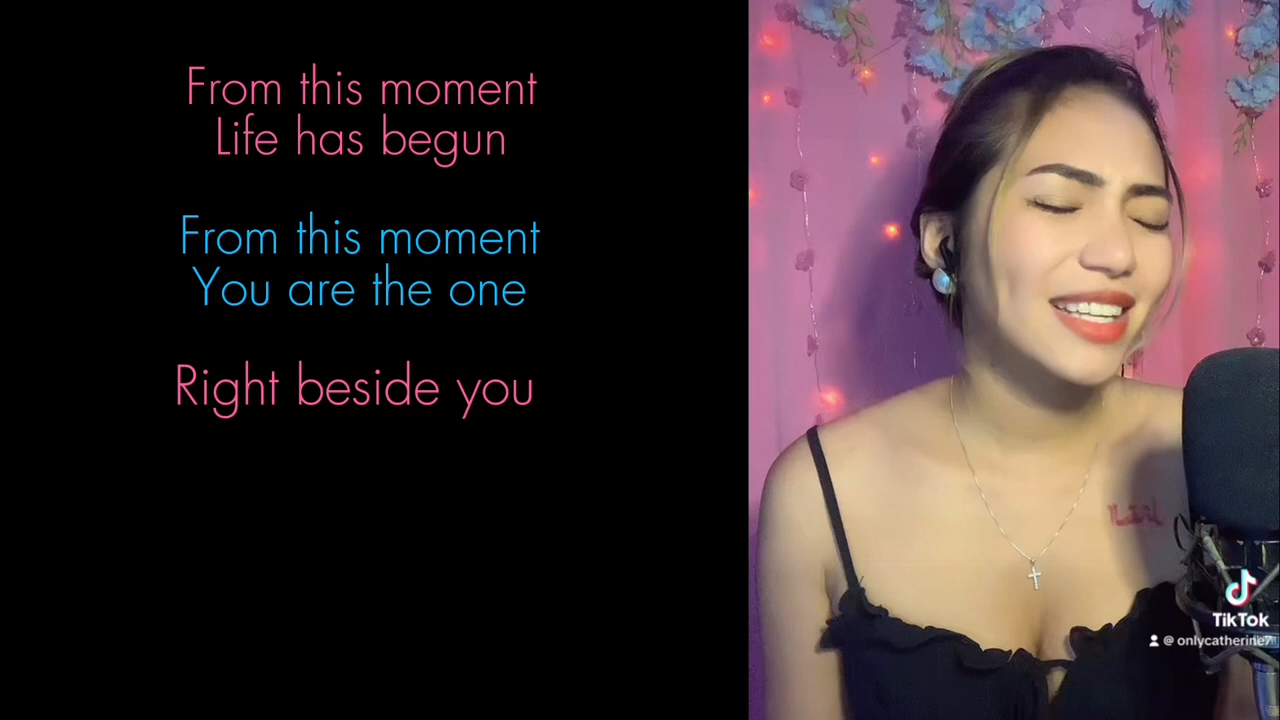 From this moment
Life has begun
From this moment
You are the one
Right beside you
TikTok
@ onlycatherine7